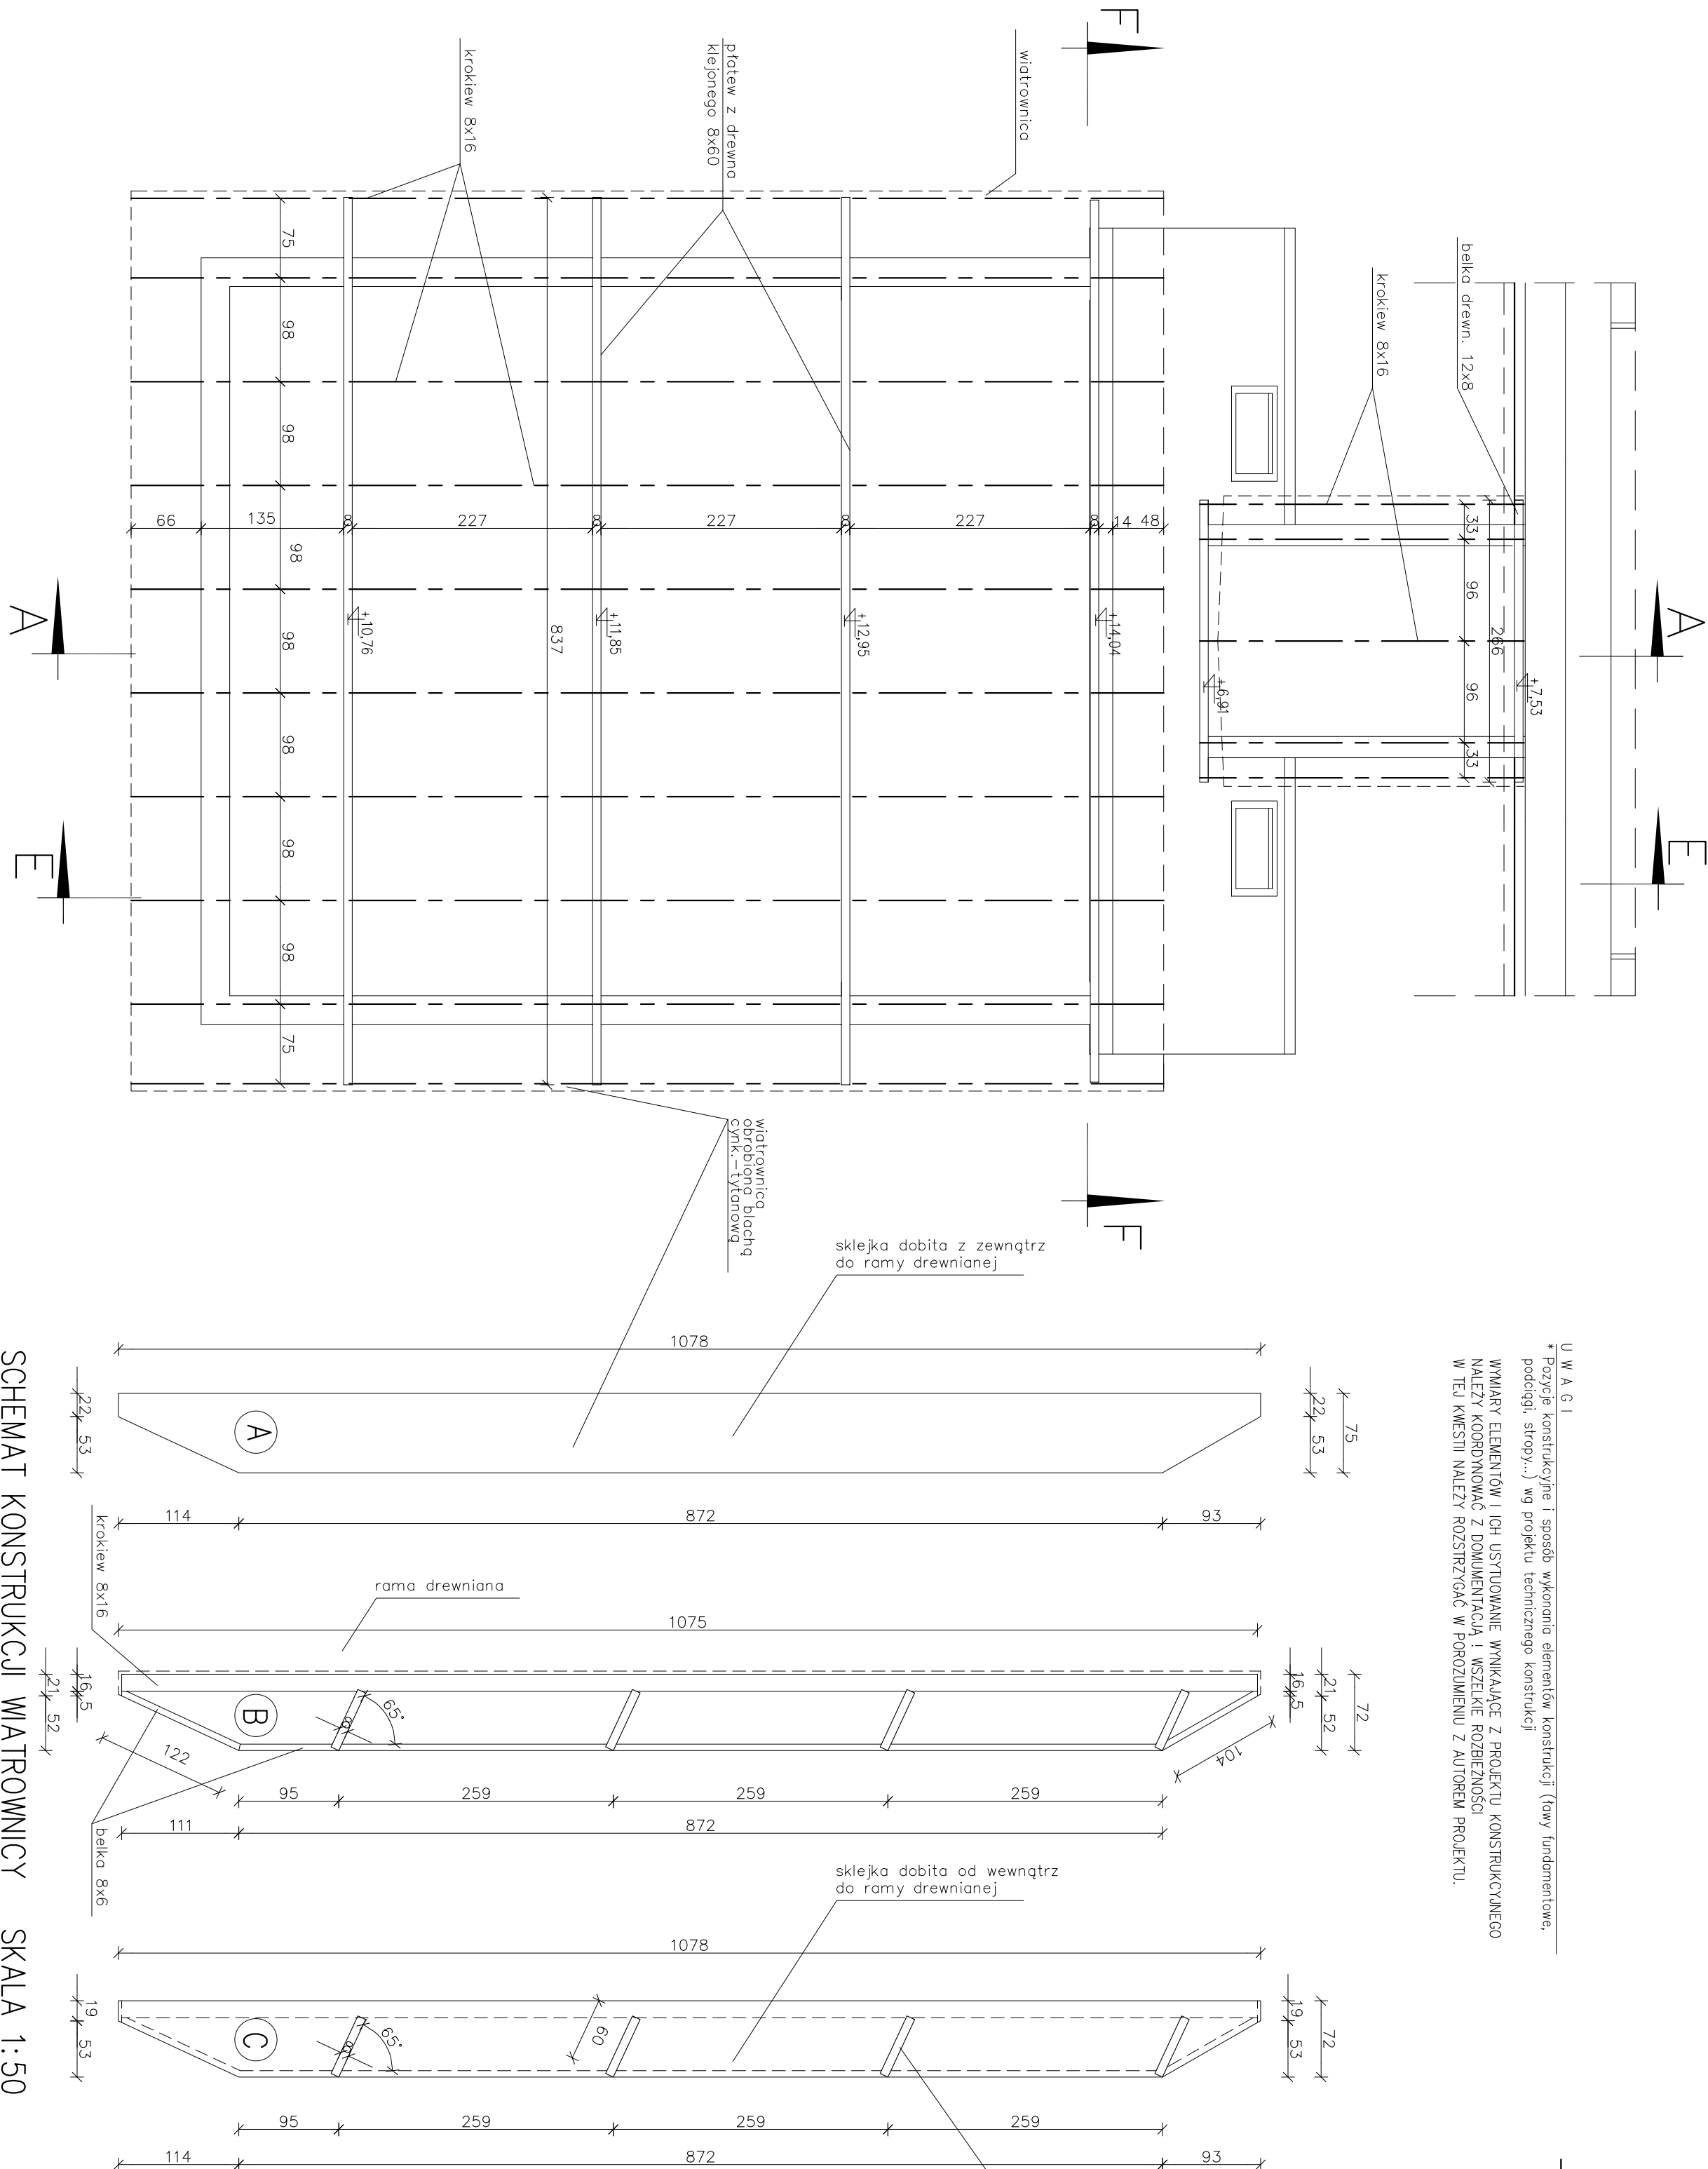 F
F
A
A
E
E
wiatrownica
płatew z drewna
klejonego 8x60
krokiew 8x16
belka drewn. 12x8
krokiew 8x16
33
96
266
96
33
+7,53
+6,91
75
98
98
98
98
98
98
98
98
75
837
66
135
8
227
8
227
8
227
8
14
48
+10,76
+11,85
+12,95
+14,04
wiatrownica
obrobiona blachą
cynk.-tytanową
U W A G I
* Pozycje konstrukcyjne i sposób wykonania elementów konstrukcji (ławy fundamentowe,
podciągi, stropy...) wg projektu technicznego konstrukcji
WYMIARY ELEMENTÓW I ICH USYTUOWANIE WYNIKAJĄCE Z PROJEKTU KONSTRUKCYJNEGO
NALEŻY KOORDYNOWAĆ Z DOMUMENTACJĄ ! WSZELKIE ROZBIEŻNOŚCI
W TEJ KWESTII NALEŻY ROZSTRZYGAĆ W POROZUMIENIU Z AUTOREM PROJEKTU.
sklejka dobita z zewnątrz
do ramy drewnianej
1078
22
53
75
22
53
A
114
872
93
rama drewniana
krokiew 8x16
belka 8x6
1075
16
5
21
52
72
16
5
21
52
B
65°
8
122
104
95
259
259
259
111
872
sklejka dobita od wewnątrz
do ramy drewnianej
1078
19
53
72
19
53
C
65°
8
60
95
259
259
259
114
872
93
SCHEMAT KONSTRUKCJI WIATROWNICY SKALA 1:50